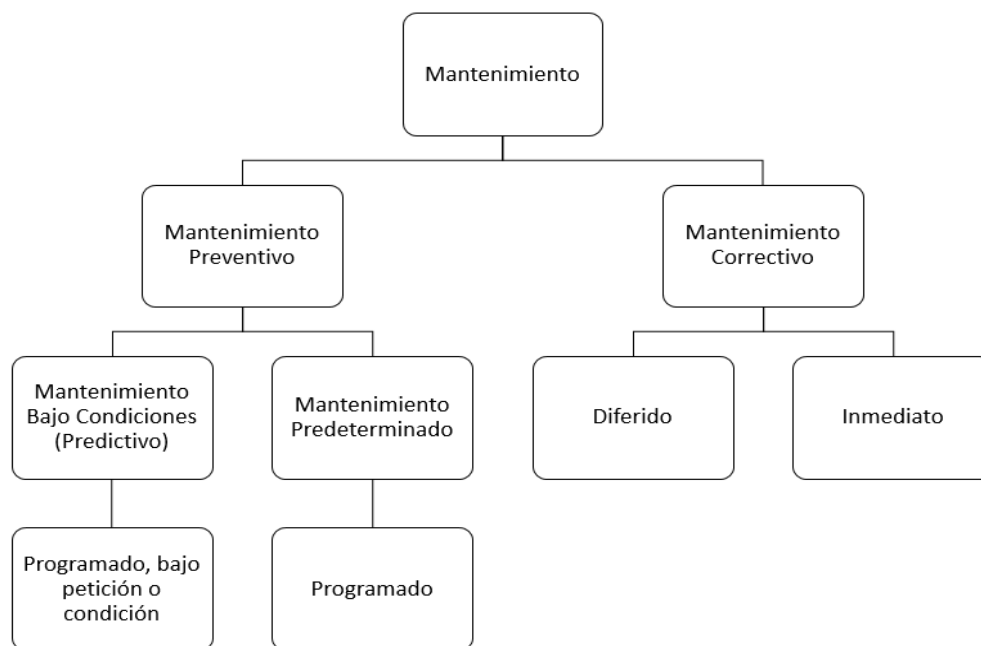 Mantenimiento
Mantenimiento
Preventivo
Mantenimiento
Correctivo
Mantenimiento
Bajo Condiciones
(Predictivo)
Mantenimiento
Predeterminado
Diferido
Inmediato
Programado, bajo
petición o
condición
Programado